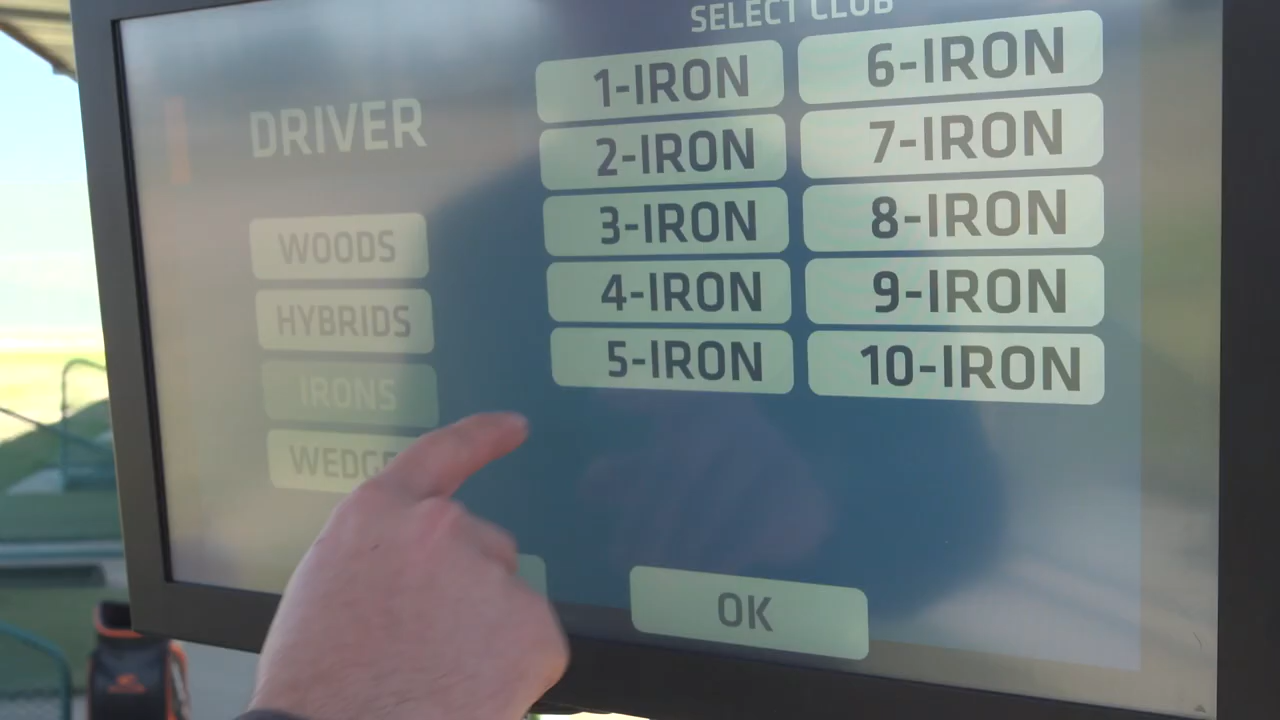 SELECT CLUB
DRIVER
WOODS
HYBRIDS
IRONS
1-IRON
2-IRON
3-IRON
4-IRON
5-IRON
6-IRON
7-IRON
8-IRON
9-IRON
10-IRON
OK